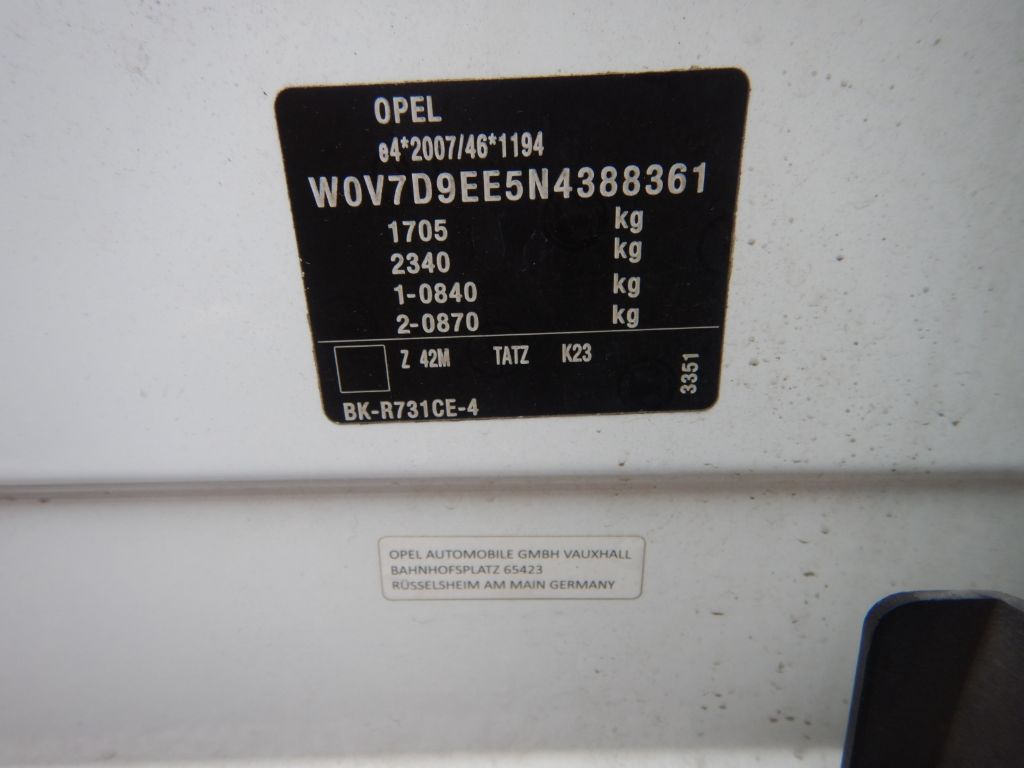 OPEL
e4*2007/46*1194
W0V7D9EE5N4388361
1705 kg
2340 kg
1-0840 kg
2-0870 kg
Z 42M TATZ K23
3351
BK-R731CE-4
OPEL AUTOMOBILE GMBH VAUXHALL
BAHNHOFSPLATZ 65423
RÜSSELSHEIM AM MAIN GERMANY